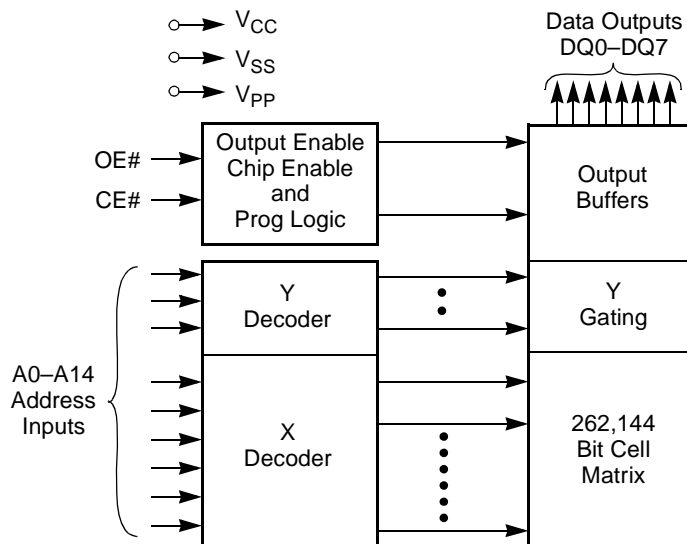 V_CC
V_SS
V_PP
Data Outputs
DQ0–DQ7
OE#
CE#
Output Enable
Chip Enable
and
Prog Logic
Output
Buffers
A0–A14
Address
Inputs
Y
Decoder
Y
Gating
X
Decoder
262,144
Bit Cell
Matrix